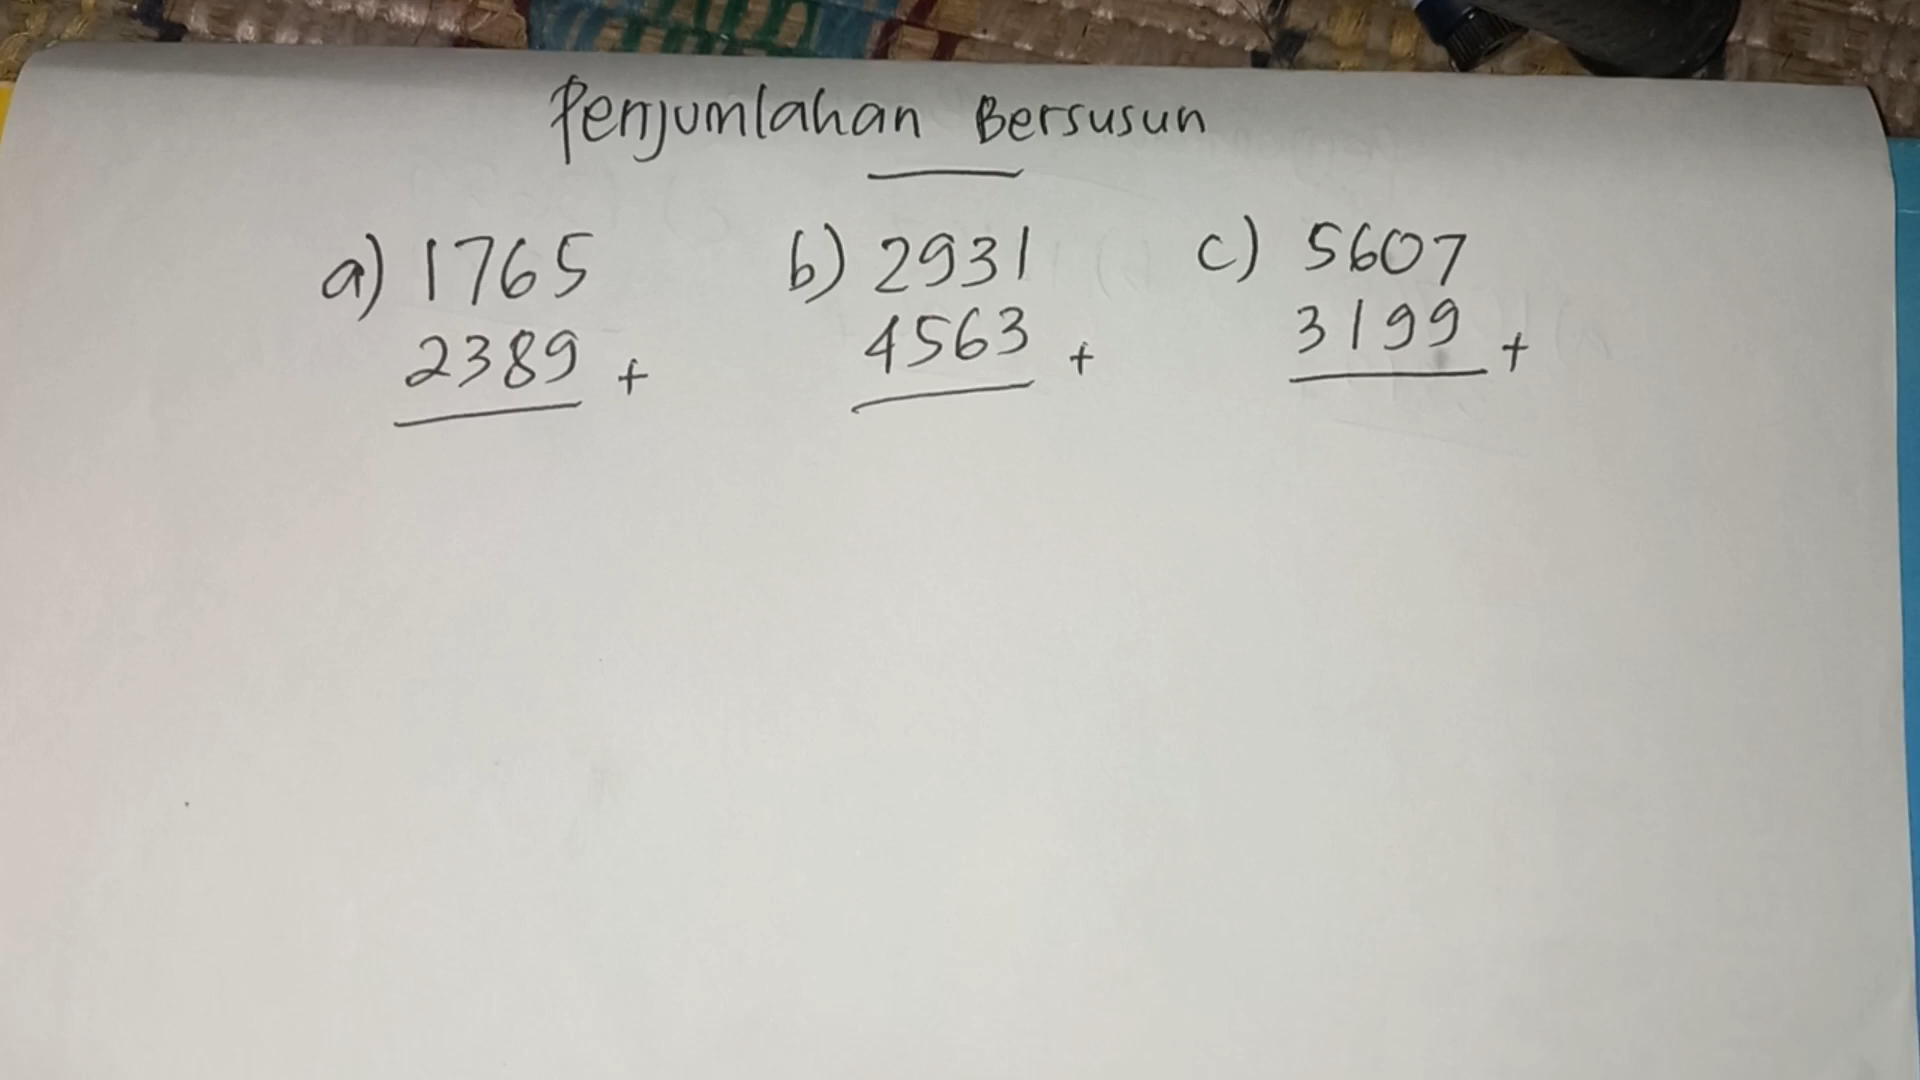 Penjumlahan Bersusun
a) 1765 b) 2931 c) 5607
2389 + 4563 + 3199 +